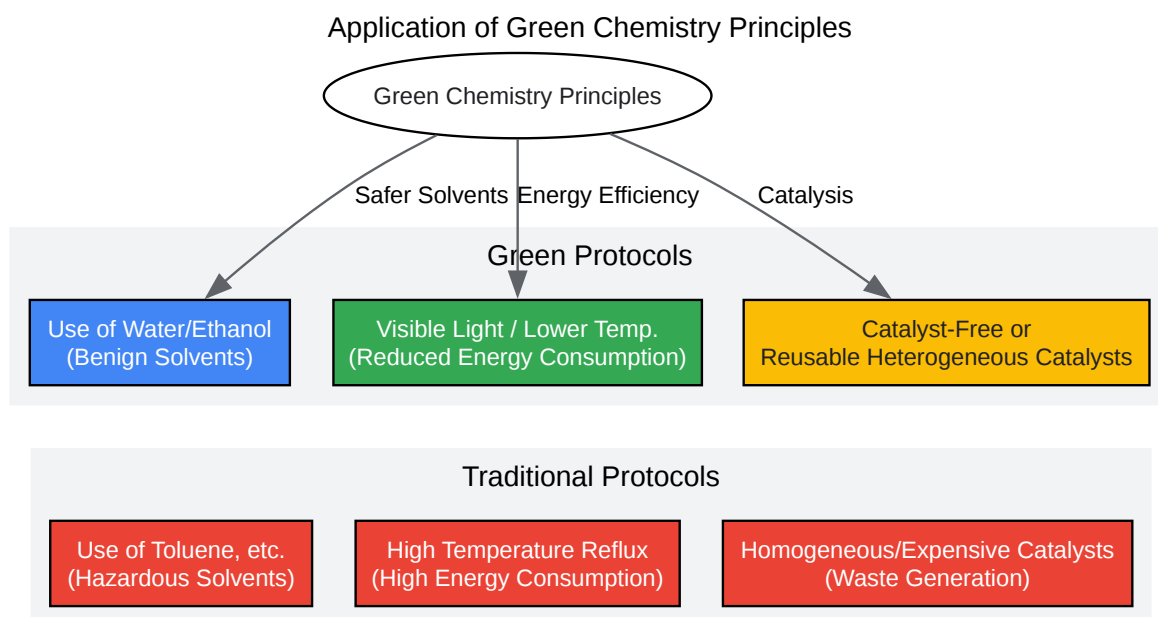 Application of Green Chemistry Principles
Green Chemistry Principles
Safer Solvents
Energy Efficiency
Catalysis
Green Protocols
Use of Water/Ethanol
(Benign Solvents)
Visible Light / Lower Temp.
(Reduced Energy Consumption)
Catalyst-Free or
Reusable Heterogeneous Catalysts
Traditional Protocols
Use of Toluene, etc.
(Hazardous Solvents)
High Temperature Reflux
(High Energy Consumption)
Homogeneous/Expensive Catalysts
(Waste Generation)